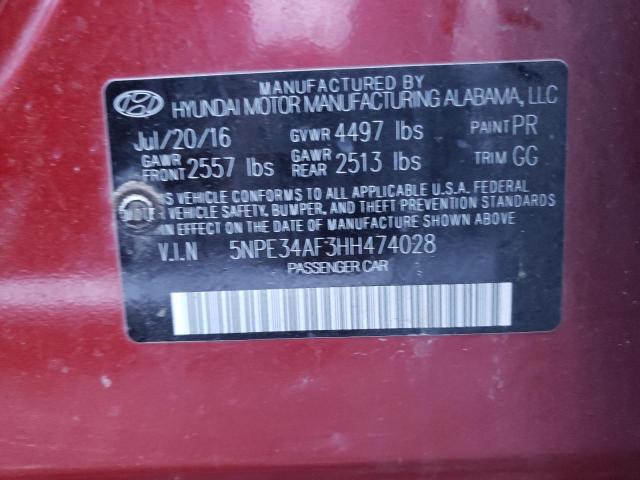 MANUFACTURED BY
HYUNDAI MOTOR MANUFACTURING ALABAMA, LLC
Jul/20/16 GVWR 4497 lbs PAINT PR
GAWR FRONT 2557 lbs GAWR REAR 2513 lbs TRIM GG
VEHICLE CONFORMS TO ALL APPLICABLE U.S.A. FEDERAL
VEHICLE SAFETY, BUMPER, AND THEFT PREVENTION STANDARDS
IN EFFECT ON THE DATE OF MANUFACTURE SHOWN ABOVE.
V.I.N 5NPE34AF3HH474028
PASSENGER CAR